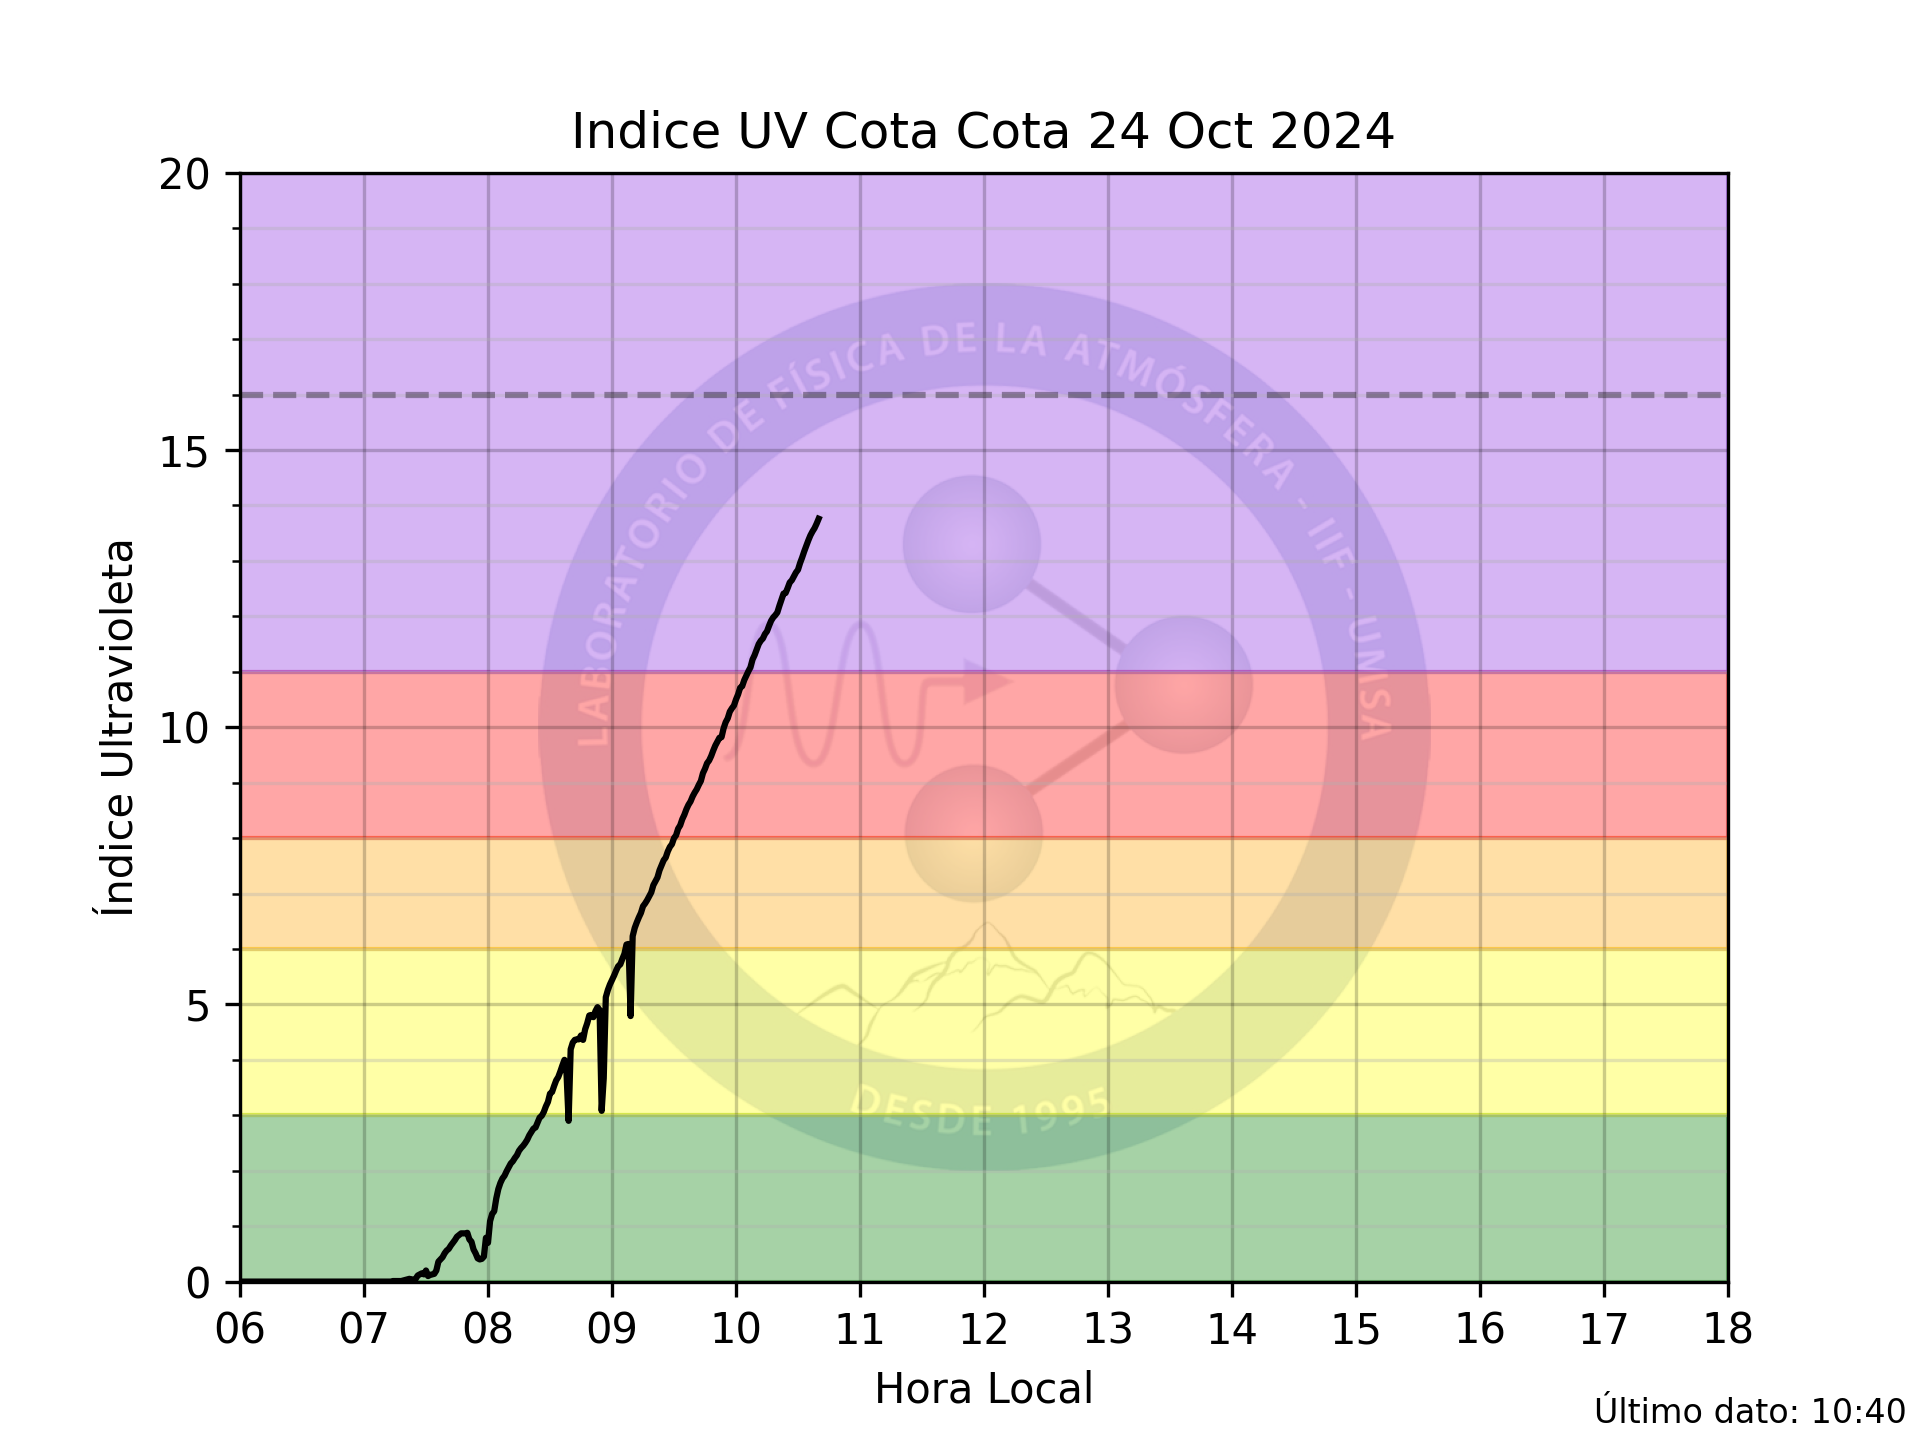 Indice UV Cota Cota 24 Oct 2024
20
15
10
5
0
Índice Ultravioleta
LABORATORIO DE FÍSICA DE LA ATMÓSFERA - IIF - UMSA
DESDE 1995
06 07 08 09 10 11 12 13 14 15 16 17 18
Hora Local
Último dato: 10:40